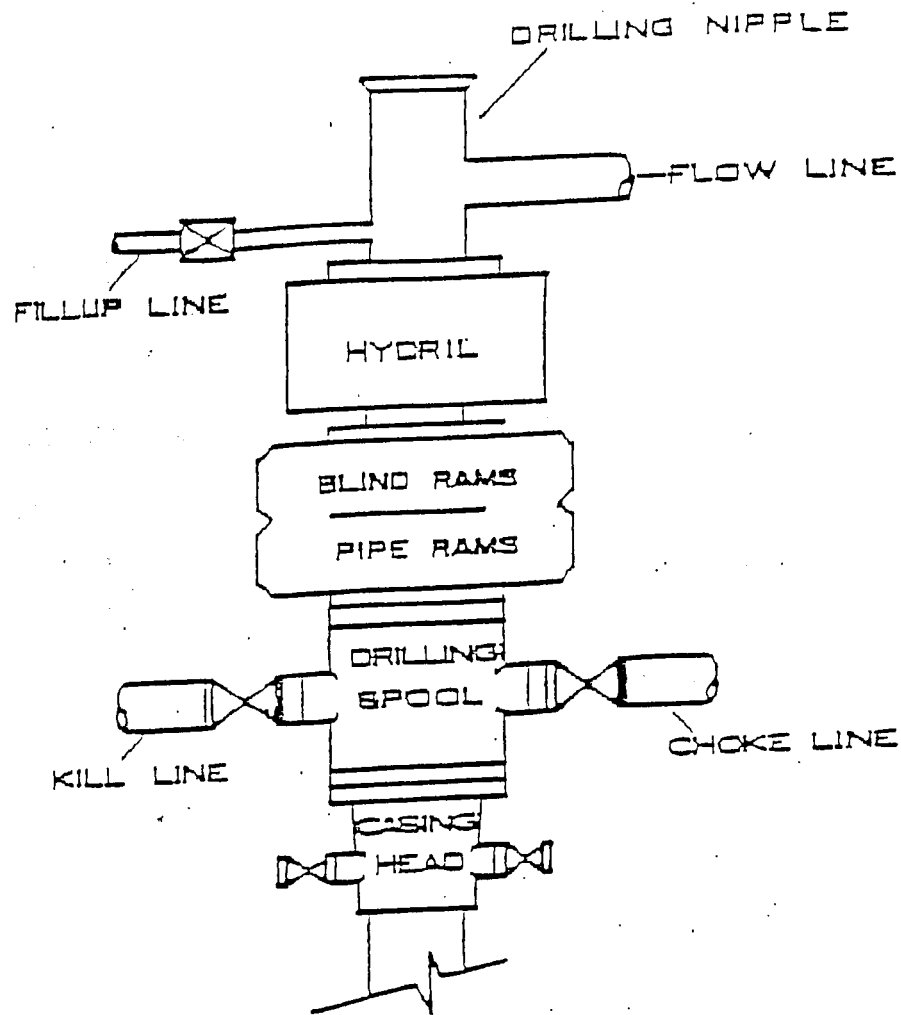 DRILLING NIPPLE
FLOW LINE
FILLUP LINE
HYDRIL
BLIND RAMS
PIPE RAMS
DRILLING
SPOOL
CHOKE LINE
KILL LINE
CASING
HEAD